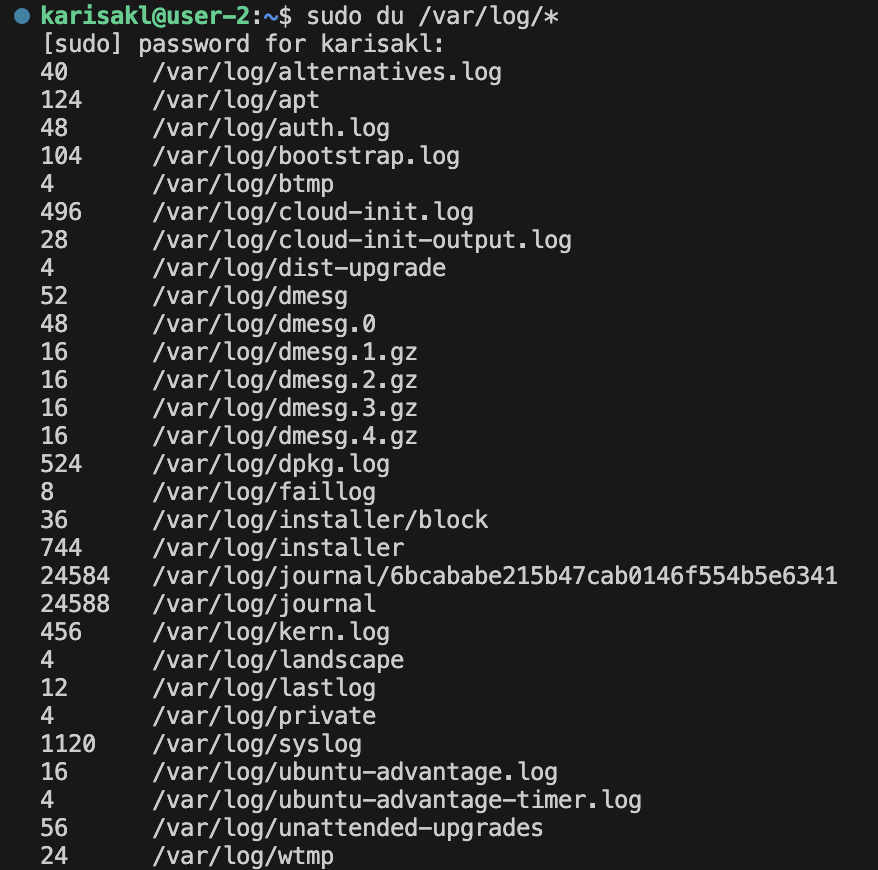 karisakl@user-2:~$ sudo du /var/log/*
[sudo] password for karisakl:
40      /var/log/alternatives.log
124     /var/log/apt
48      /var/log/auth.log
104     /var/log/bootstrap.log
4       /var/log/btmp
496     /var/log/cloud-init.log
28      /var/log/cloud-init-output.log
4       /var/log/dist-upgrade
52      /var/log/dmesg
48      /var/log/dmesg.0
16      /var/log/dmesg.1.gz
16      /var/log/dmesg.2.gz
16      /var/log/dmesg.3.gz
16      /var/log/dmesg.4.gz
524     /var/log/dpkg.log
8       /var/log/faillog
36      /var/log/installer/block
744     /var/log/installer
24584   /var/log/journal/6bcababe215b47cab0146f554b5e6341
24588   /var/log/journal
456     /var/log/kern.log
4       /var/log/landscape
12      /var/log/lastlog
4       /var/log/private
1120    /var/log/syslog
16      /var/log/ubuntu-advantage.log
4       /var/log/ubuntu-advantage-timer.log
56      /var/log/unattended-upgrades
24      /var/log/wtmp